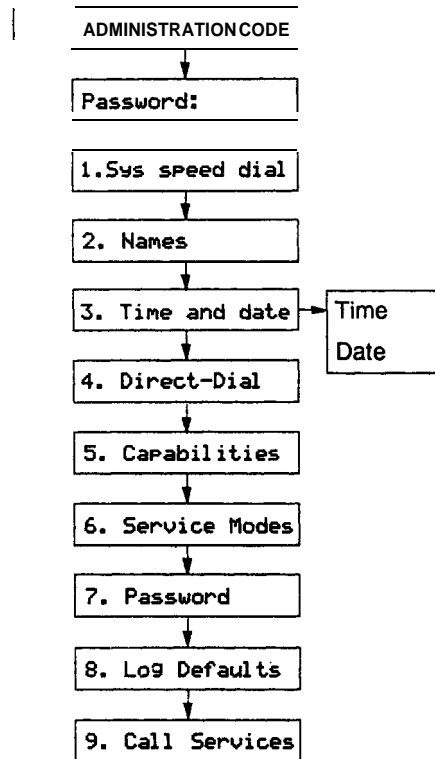 ADMINISTRATION CODE
Password:
1.Sys speed dial
2. Names
3. Time and date
Time
Date
4. Direct-Dial
5. Capabilities
6. Service Modes
7. Password
8. Log Defaults
9. Call Services